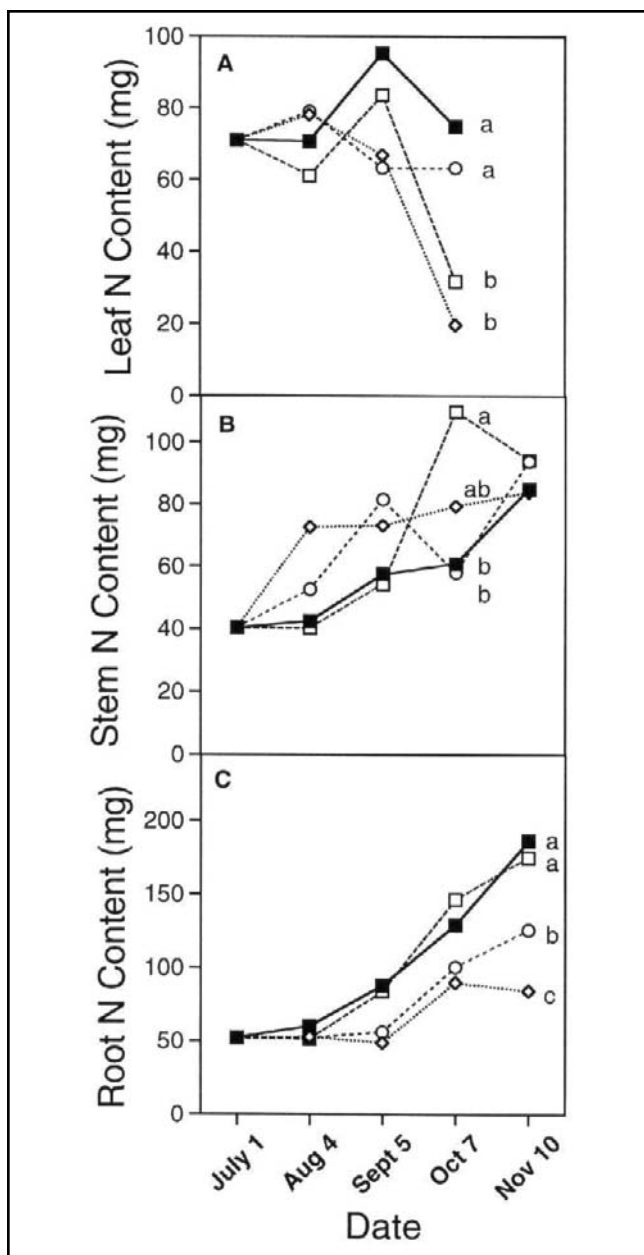 A
Leaf N Content (mg)
100
80
60
40
20
0
a
a
b
b
B
Stem N Content (mg)
100
80
60
40
20
0
a
ab
b
b
C
Root N Content (mg)
200
150
100
50
0
a
a
b
c
July 1
Aug 4
Sept 5
Oct 7
Nov 10
Date